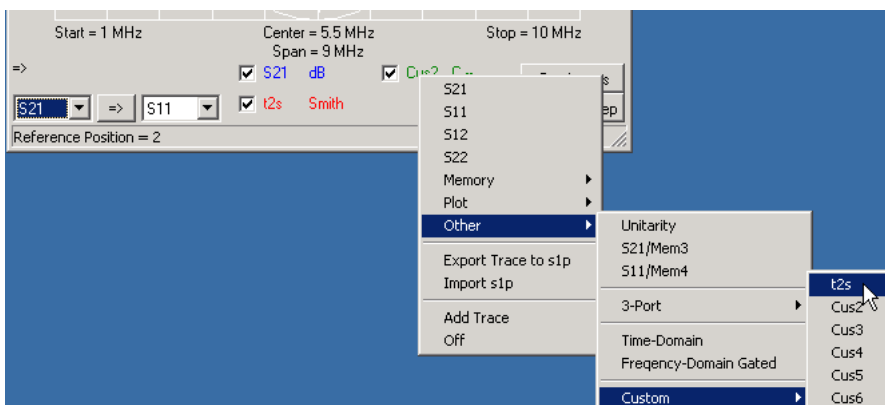 Start = 1 MHz Center = 5.5 MHz Stop = 10 MHz
Span = 9 MHz
=> S21 dB Cus2
t2s Smith
S21 => S11
Reference Position = 2
S21
S11
S12
S22
Memory
Plot
Other
Export Trace to s1p
Import s1p
Add Trace
Off
Unitarity
S21/Mem3
S11/Mem4
3-Port
Time-Domain
Freqency-Domain Gated
Custom
t2s
Cus2
Cus3
Cus4
Cus5
Cus6